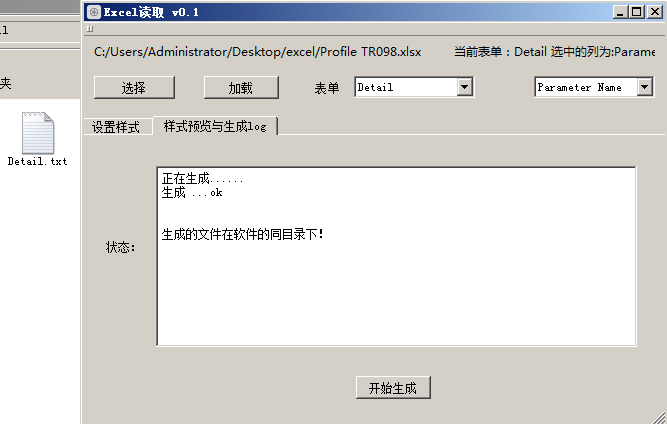 Excel读取 v0.1
C:/Users/Administrator/Desktop/excel/Profile TR098.xlsx 当前表单：Detail 选中的列为:Parame
夹
选择 加载 表单 Detail Parameter Name
设置样式 样式预览与生成log
Detail.txt
正在生成......
生成 ...ok
生成的文件在软件的同目录下!
状态:
开始生成